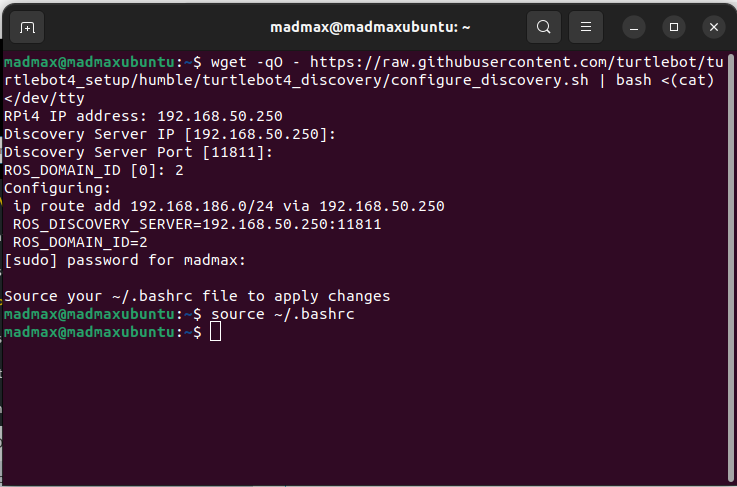 madmax@madmaxubuntu: ~
madmax@madmaxubuntu:~$ wget -qO - https://raw.githubusercontent.com/turtlebot/tu
rtlebot4_setup/humble/turtlebot4_discovery/configure_discovery.sh | bash <(cat)
</dev/tty
RPi4 IP address: 192.168.50.250
Discovery Server IP [192.168.50.250]:
Discovery Server Port [11811]:
ROS_DOMAIN_ID [0]: 2
Configuring:
 ip route add 192.168.186.0/24 via 192.168.50.250
 ROS_DISCOVERY_SERVER=192.168.50.250:11811
 ROS_DOMAIN_ID=2
[sudo] password for madmax:
Source your ~/.bashrc file to apply changes
madmax@madmaxubuntu:~$ source ~/.bashrc
madmax@madmaxubuntu:~$